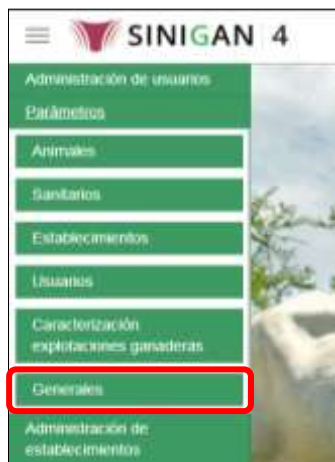 SINIGAN 4
Administración de usuarios
Parámetros
Animales
Sanitarios
Establecimientos
Usuarios
Caracterización
explotaciones ganaderas
Generales
Administración de
establecimientos